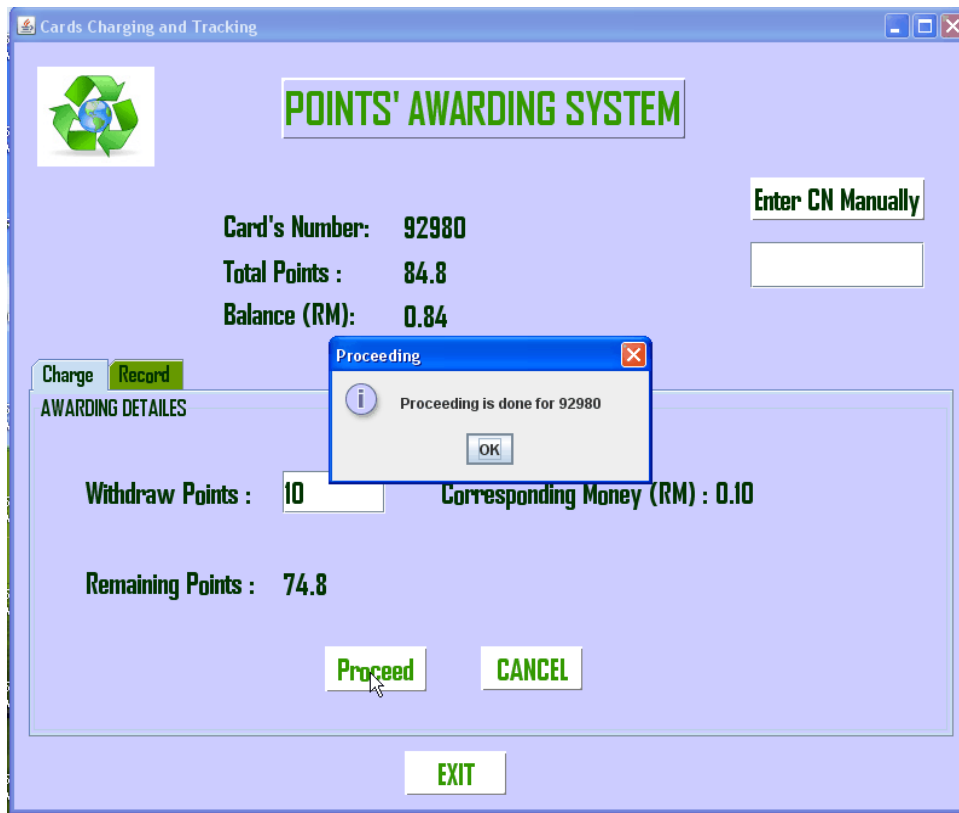 Cards Charging and Tracking
POINTS' AWARDING SYSTEM
Enter CN Manually
Card's Number: 92980
Total Points : 84.8
Balance (RM): 0.84
Proceeding
Proceeding is done for 92980
OK
Charge Record
AWARDING DETAILES
Withdraw Points : 10 Corresponding Money (RM) : 0.10
Remaining Points : 74.8
Proceed CANCEL
EXIT